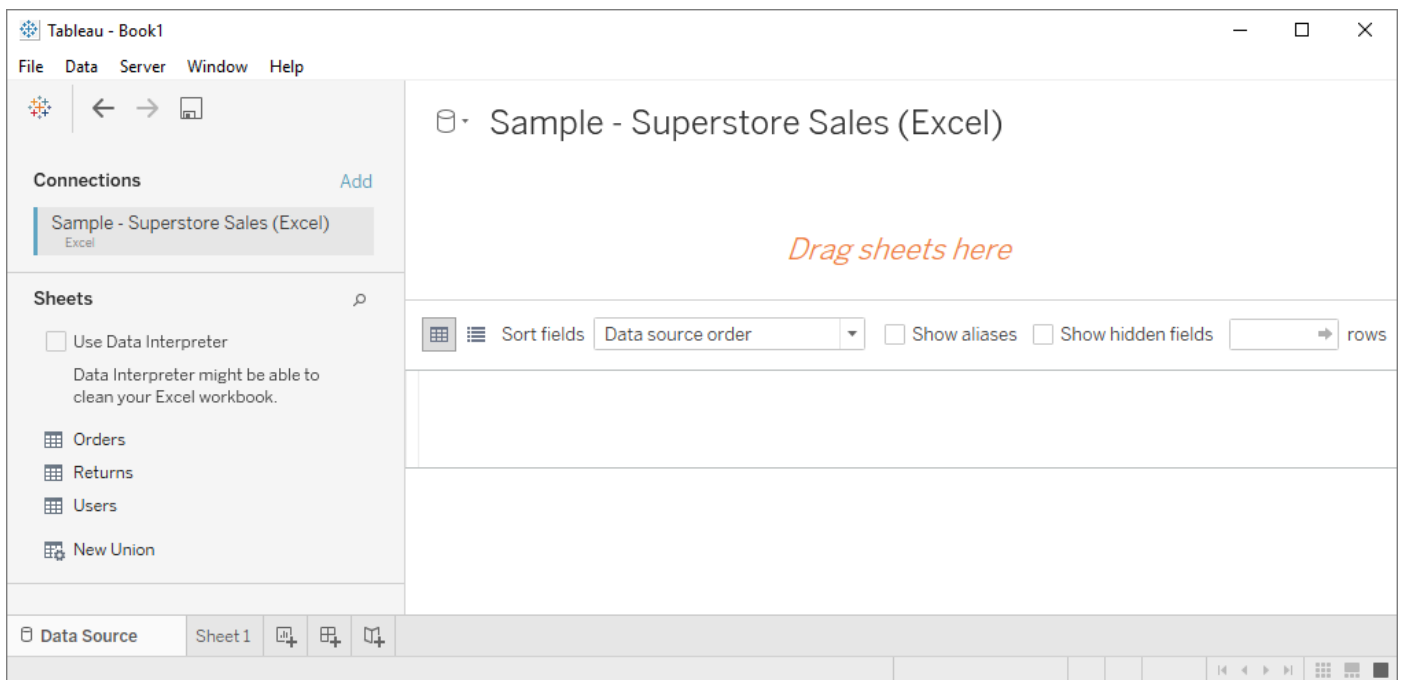 Tableau - Book1
File Data Server Window Help
Connections Add
Sample - Superstore Sales (Excel)
Excel
Sheets
Use Data Interpreter
Data Interpreter might be able to
clean your Excel workbook.
Orders
Returns
Users
New Union
Sample - Superstore Sales (Excel)
Drag sheets here
Sort fields Data source order Show aliases Show hidden fields rows
Data Source Sheet 1